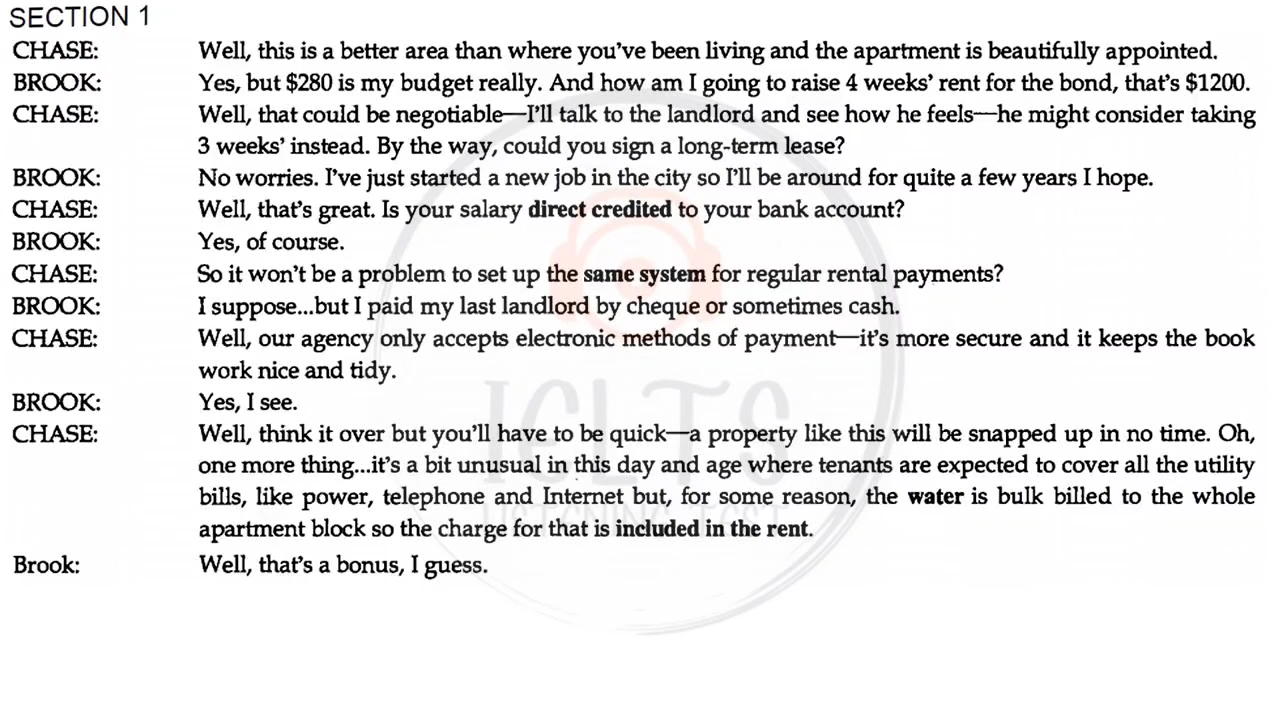 SECTION 1
CHASE: Well, this is a better area than where you've been living and the apartment is beautifully appointed.
BROOK: Yes, but $280 is my budget really. And how am I going to raise 4 weeks' rent for the bond, that's $1200.
CHASE: Well, that could be negotiable—I'll talk to the landlord and see how he feels—he might consider taking
3 weeks' instead. By the way, could you sign a long-term lease?
BROOK: No worries. I've just started a new job in the city so I'll be around for quite a few years I hope.
CHASE: Well, that's great. Is your salary direct credited to your bank account?
BROOK: Yes, of course.
CHASE: So it won't be a problem to set up the same system for regular rental payments?
BROOK: I suppose...but I paid my last landlord by cheque or sometimes cash.
CHASE: Well, our agency only accepts electronic methods of payment—it's more secure and it keeps the book
work nice and tidy.
BROOK: Yes, I see.
CHASE: Well, think it over but you'll have to be quick—a property like this will be snapped up in no time. Oh,
one more thing...it's a bit unusual in this day and age where tenants are expected to cover all the utility
bills, like power, telephone and Internet but, for some reason, the water is bulk billed to the whole
apartment block so the charge for that is included in the rent.
Brook: Well, that's a bonus, I guess.
IELTS
LISTENING TEST